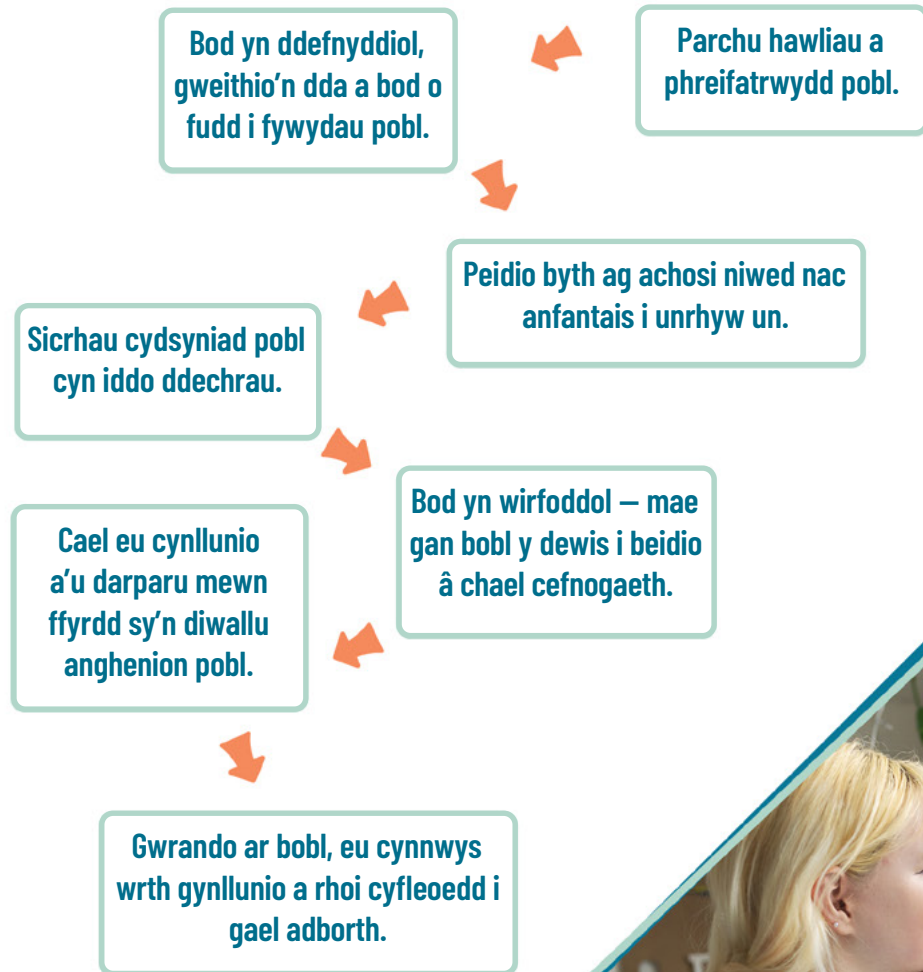 Parchu hawliau a
phreifatrwydd pobl.
Bod yn ddefnyddiol,
gweithio'n dda a bod o
fudd i fywydau pobl.
Peidio byth ag achosi niwed nac
anfantais i unrhyw un.
Sicrhau cydsyniad pobl
cyn iddo ddechrau.
Bod yn wirfoddol – mae
gan bobl y dewis i beidio
â chael cefnogaeth.
Cael eu cynllunio
a'u darparu mewn
ffyrdd sy'n diwallu
anghenion pobl.
Gwrando ar bobl, eu cynnwys
wrth gynllunio a rhoi cyfleoedd i
gael adborth.